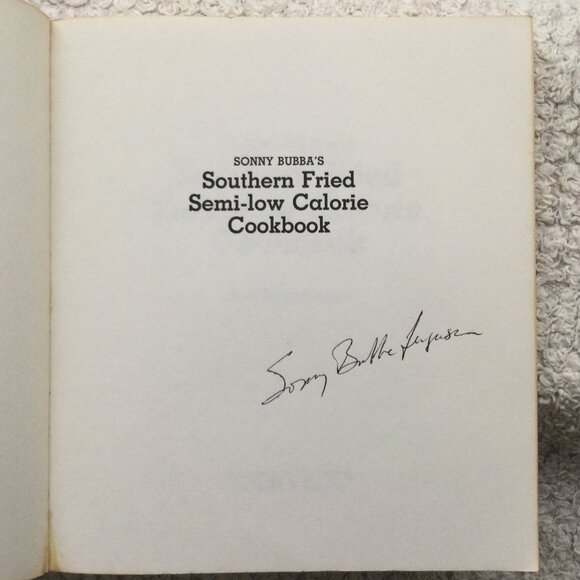 SONNY BUBBA'S
Southern Fried
Semi-low Calorie
Cookbook
Sonny Bubba Ferguson